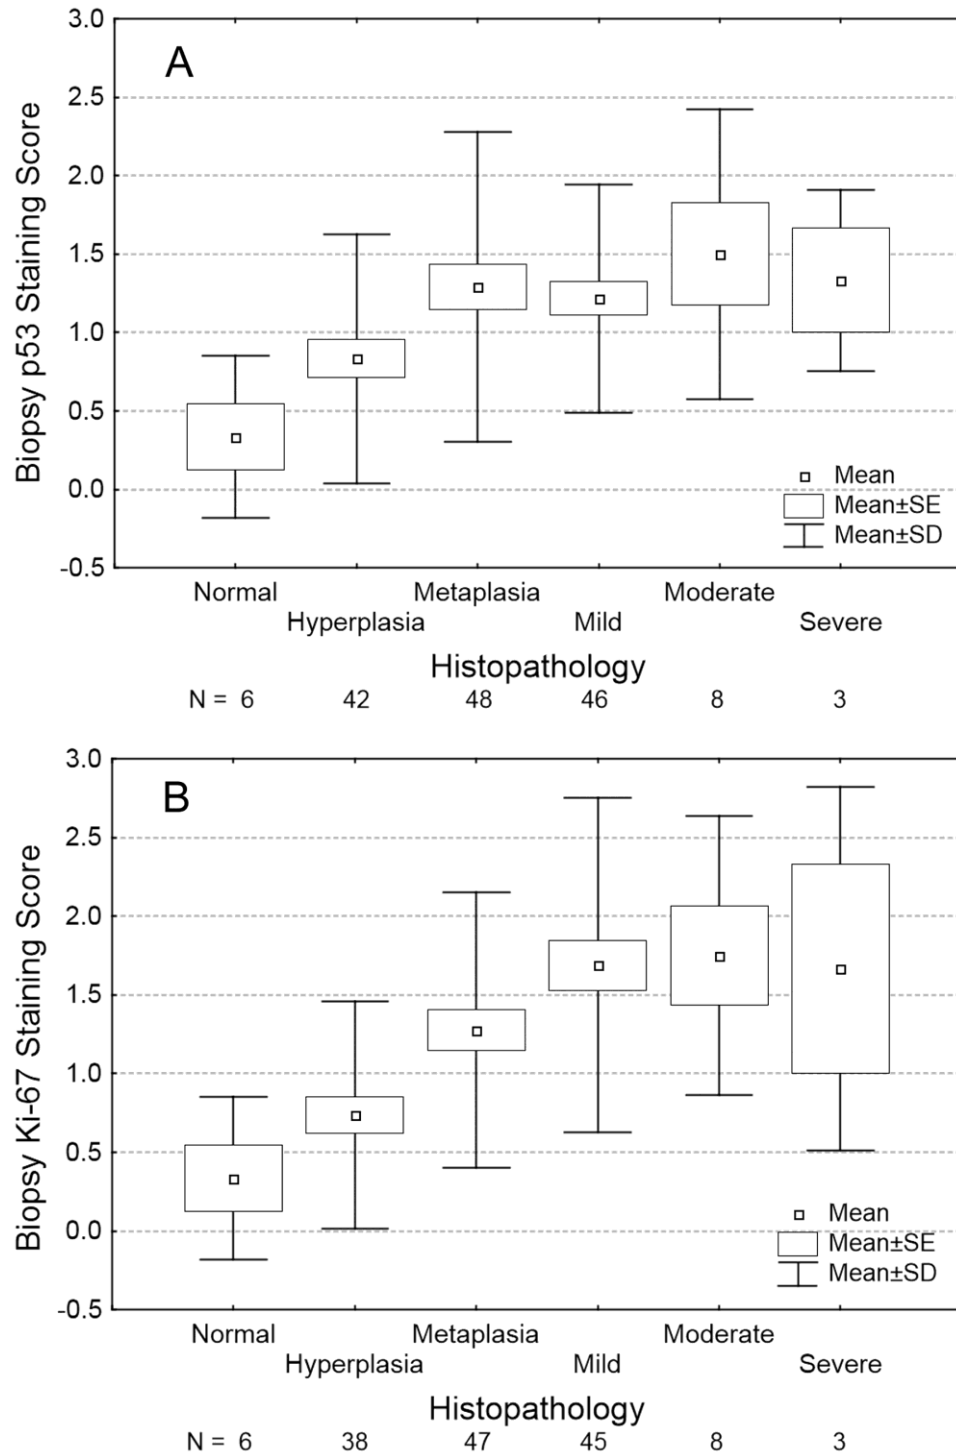 A
Biopsy p53 Staining Score
3.0
2.5
2.0
1.5
1.0
0.5
0.0
-0.5
Mean
Mean±SE
Mean±SD
Normal Metaplasia Moderate
Hyperplasia Mild Severe
Histopathology
N = 6 42 48 46 8 3
B
Biopsy Ki-67 Staining Score
3.0
2.5
2.0
1.5
1.0
0.5
0.0
-0.5
Mean
Mean±SE
Mean±SD
Normal Metaplasia Moderate
Hyperplasia Mild Severe
Histopathology
N = 6 38 47 45 8 3